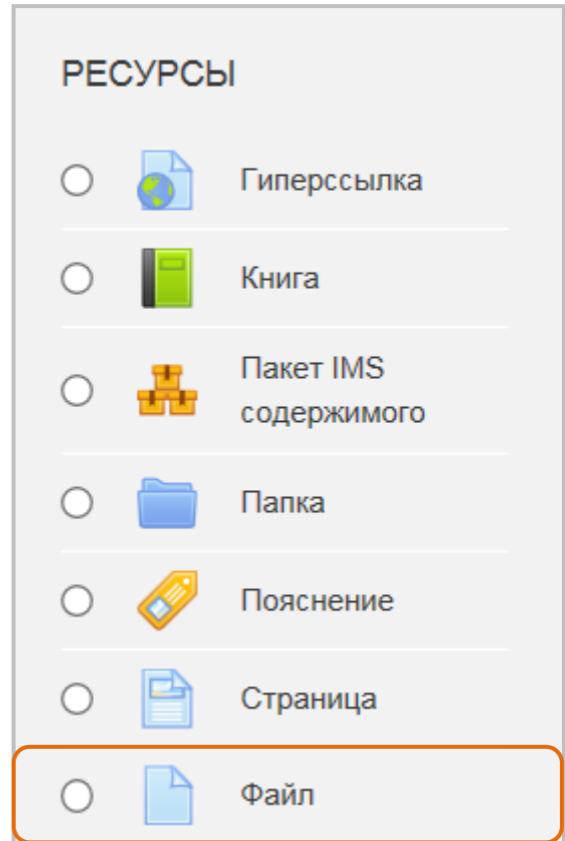 РЕСУРСЫ
Гиперссылка
Книга
Пакет IMS
содержимого
Папка
Пояснение
Страница
Файл